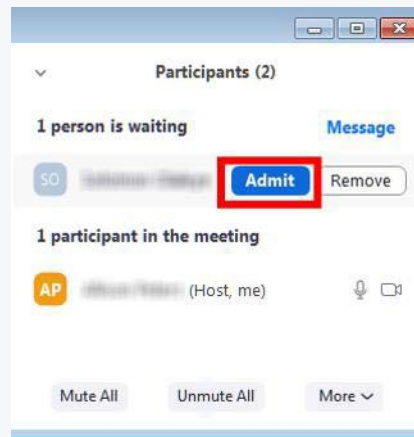 Participants (2)
1 person is waiting Message
SO Admit Remove
1 participant in the meeting
AP (Host, me)
Mute All Unmute All More